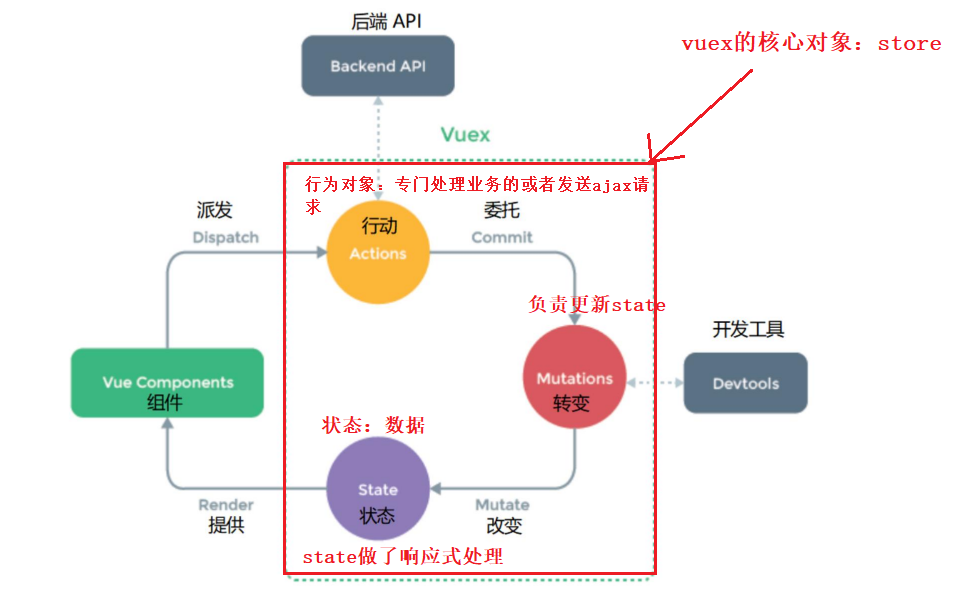 后端 API
Backend API
vuex的核心对象：store
Vuex
行为对象：专门处理业务的或者发送ajax请
求
派发
Dispatch
行动
Actions
委托
Commit
负责更新state
开发工具
Devtools
Mutations
转变
Vue Components
组件
状态：数据
State
状态
Render
提供
Mutate
改变
state做了响应式处理